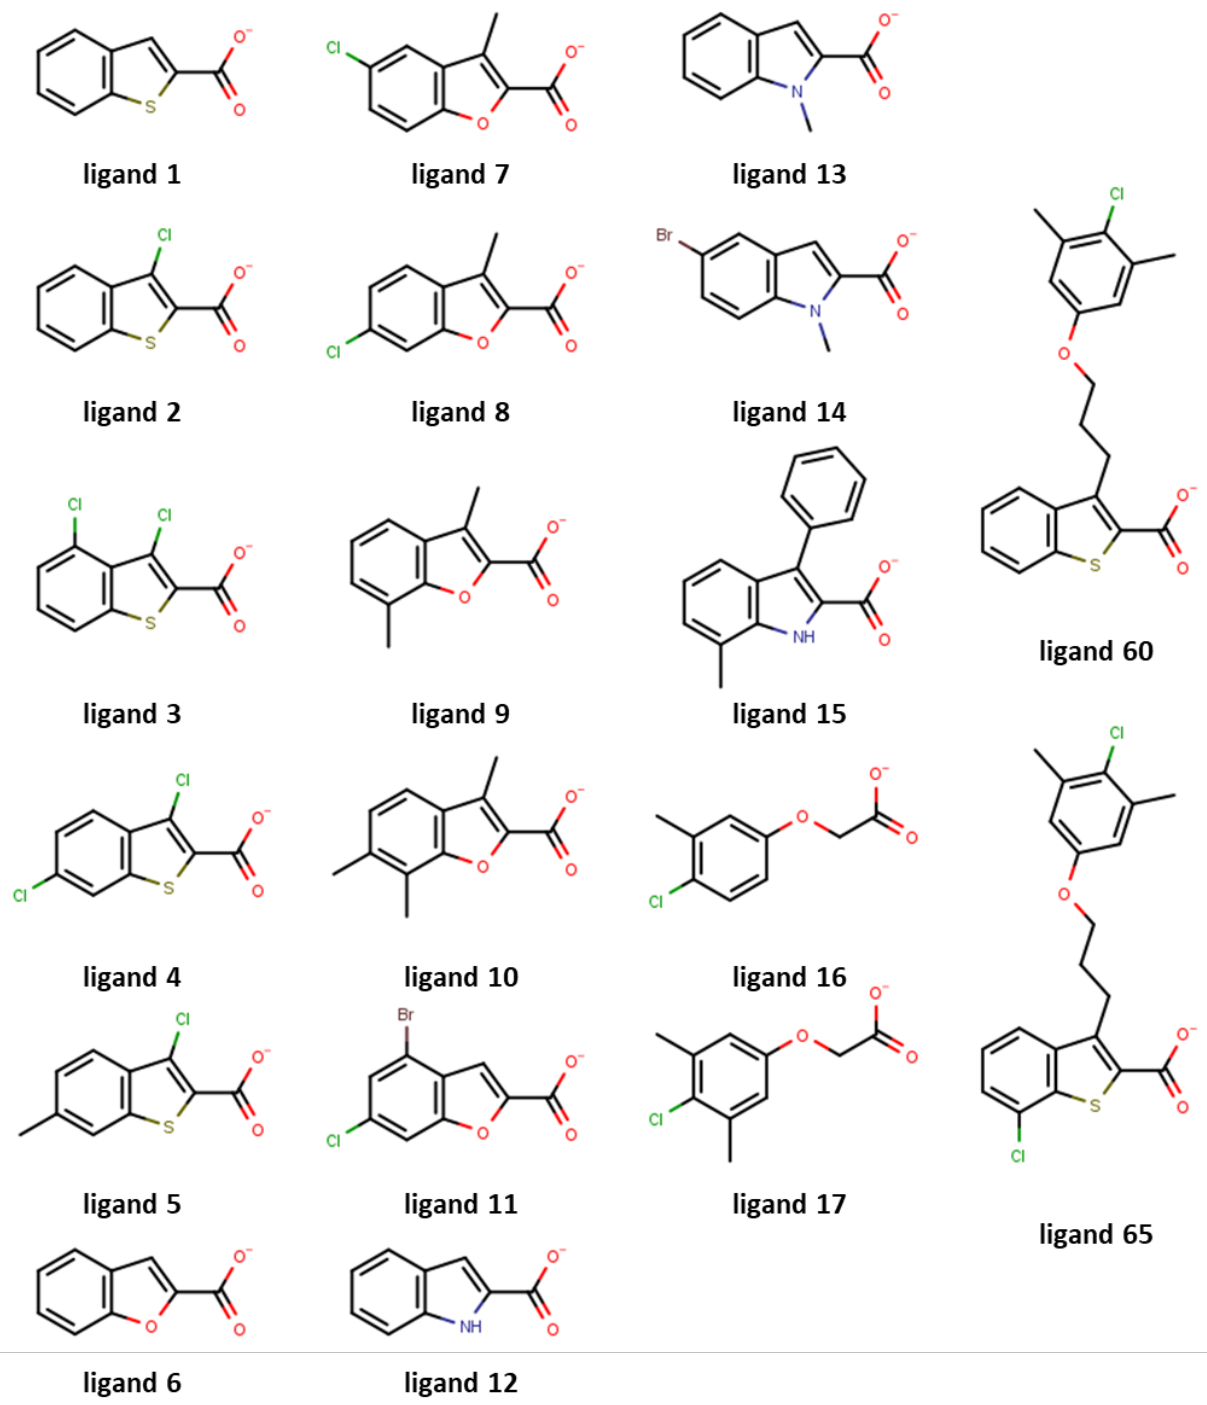 S
O⁻
O
ligand 1
Cl
O
O⁻
O
ligand 7
N
O⁻
O
ligand 13
Cl
S
O⁻
O
ligand 2
Cl
O
O⁻
O
ligand 8
Br
N
O⁻
O
ligand 14
Cl
O
S
O⁻
O
ligand 60
Cl
Cl
S
O⁻
O
ligand 3
O
O⁻
O
ligand 9
NH
O⁻
O
ligand 15
Cl
Cl
S
O⁻
O
ligand 4
O
O⁻
O
ligand 10
Cl
O
O⁻
O
ligand 16
Cl
O
S
O⁻
O
Cl
ligand 65
Cl
S
O⁻
O
ligand 5
Br
Cl
O
O⁻
O
ligand 11
Cl
O
O⁻
O
ligand 17
O
O⁻
O
ligand 6
NH
O⁻
O
ligand 12